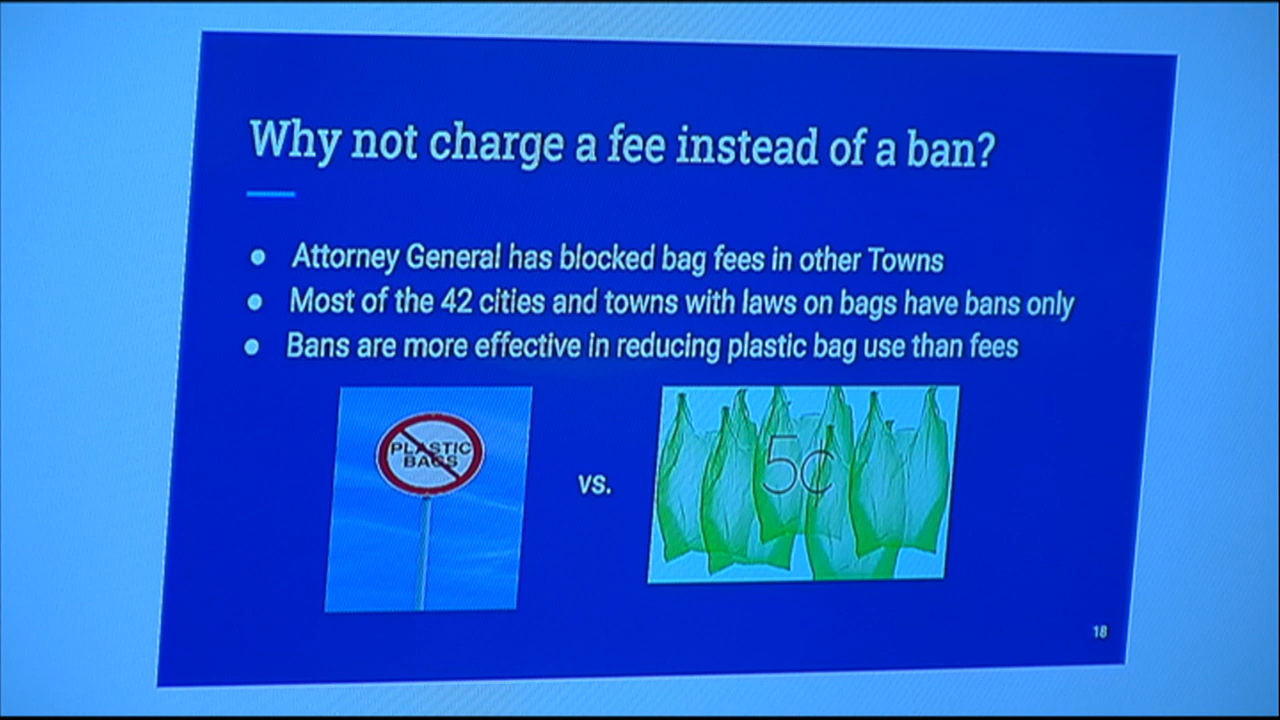 Why not charge a fee instead of a ban?
● Attorney General has blocked bag fees in other Towns
● Most of the 42 cities and towns with laws on bags have bans only
● Bans are more effective in reducing plastic bag use than fees
PLASTIC
BAGS
vs.
5¢
18